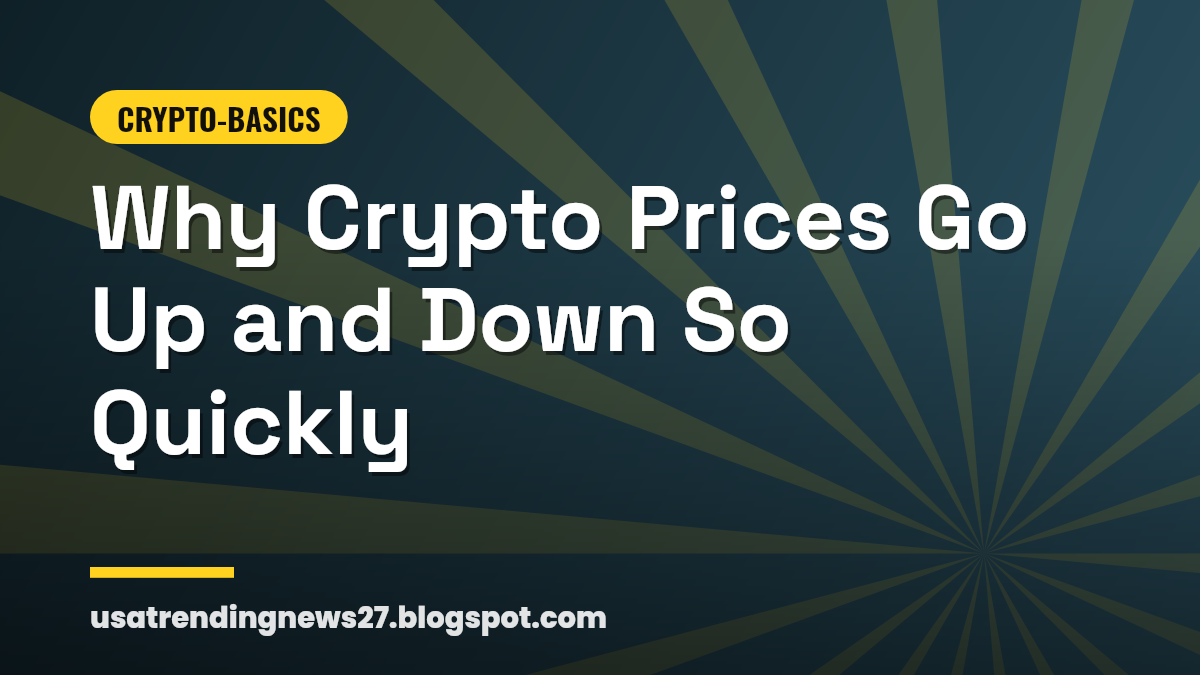 CRYPTO-BASICS
Why Crypto Prices Go
Up and Down So
Quickly
usatrendingnews27.blogspot.com